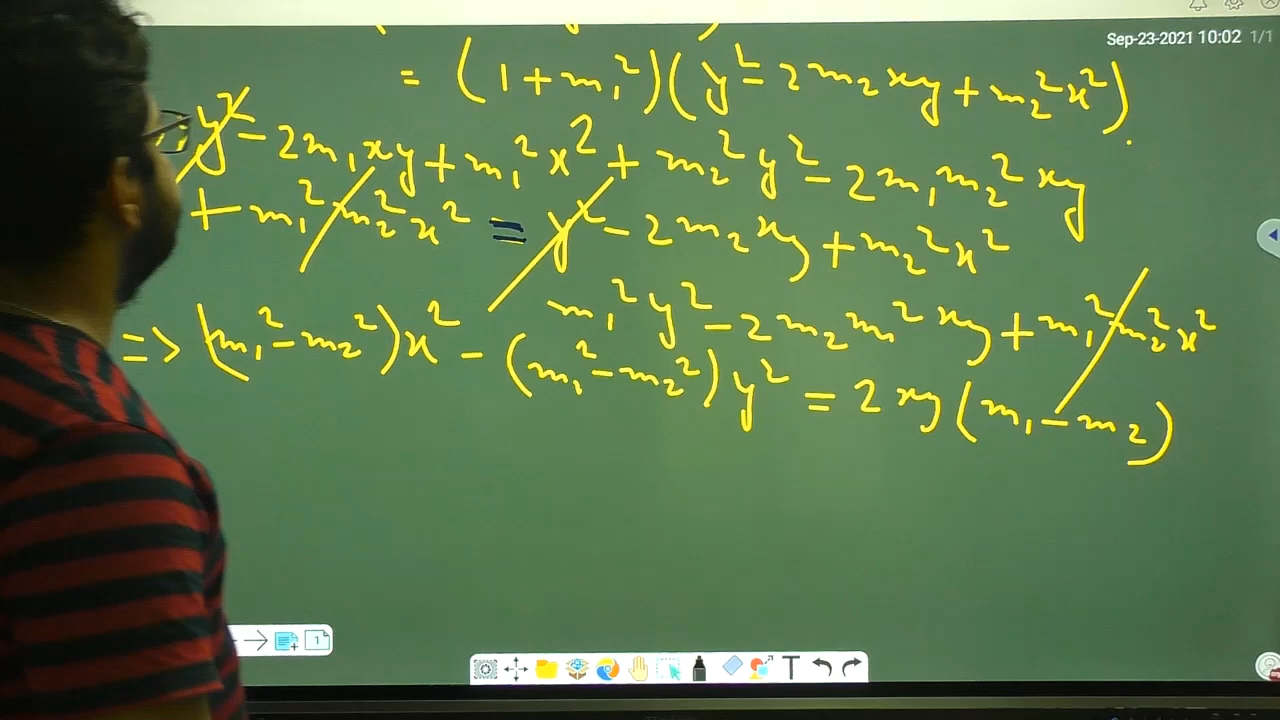 Sep-23-2021 10:02 1/1
= (1+m₁²)(y²-2m₂xy+m₂²x²)
y²-2m₁xy+m₁²x²+m₂²y²-2m₁m₂²xy
+m₁²m₂²x² = y²-2m₂xy+m₂²x²
m₁²y²-2m₂m₁²xy+m₁²m₂²x²
=> (m₁²-m₂²)x²-(m₁²-m₂²)y² = 2xy(m₁-m₂)
1
T